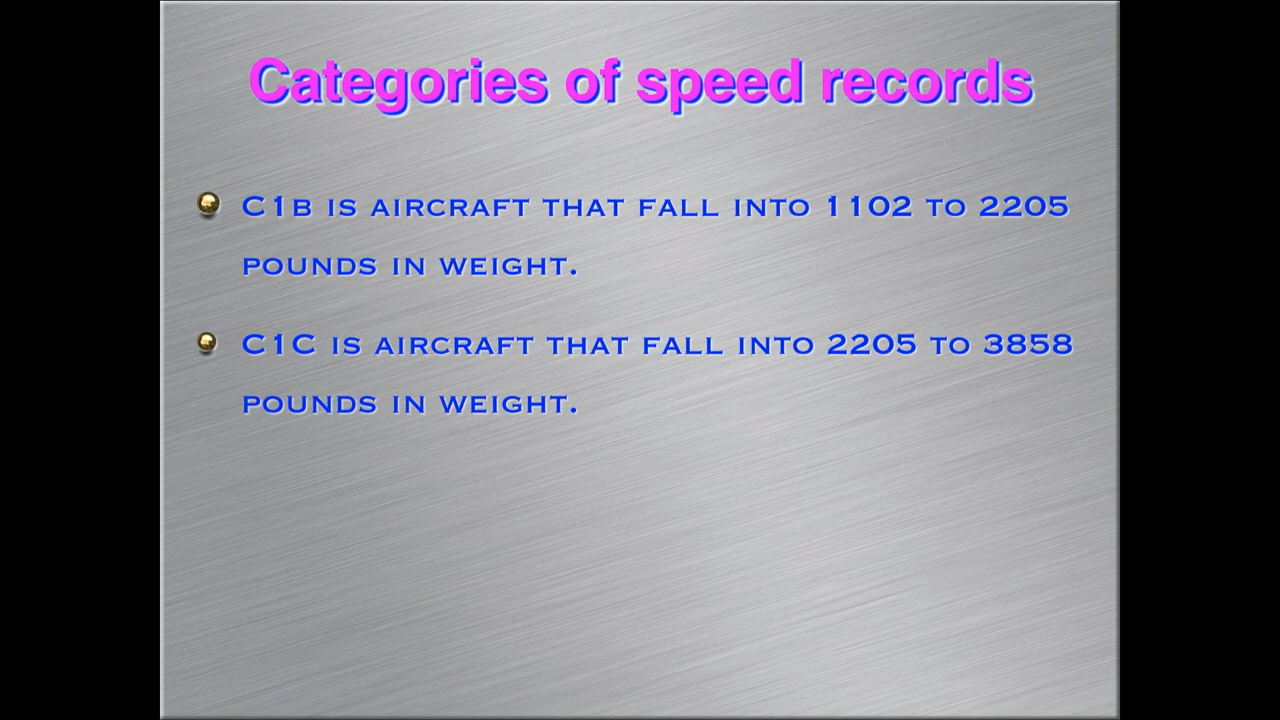 Categories of speed records
C1b is aircraft that fall into 1102 to 2205
pounds in weight.
C1C is aircraft that fall into 2205 to 3858
pounds in weight.